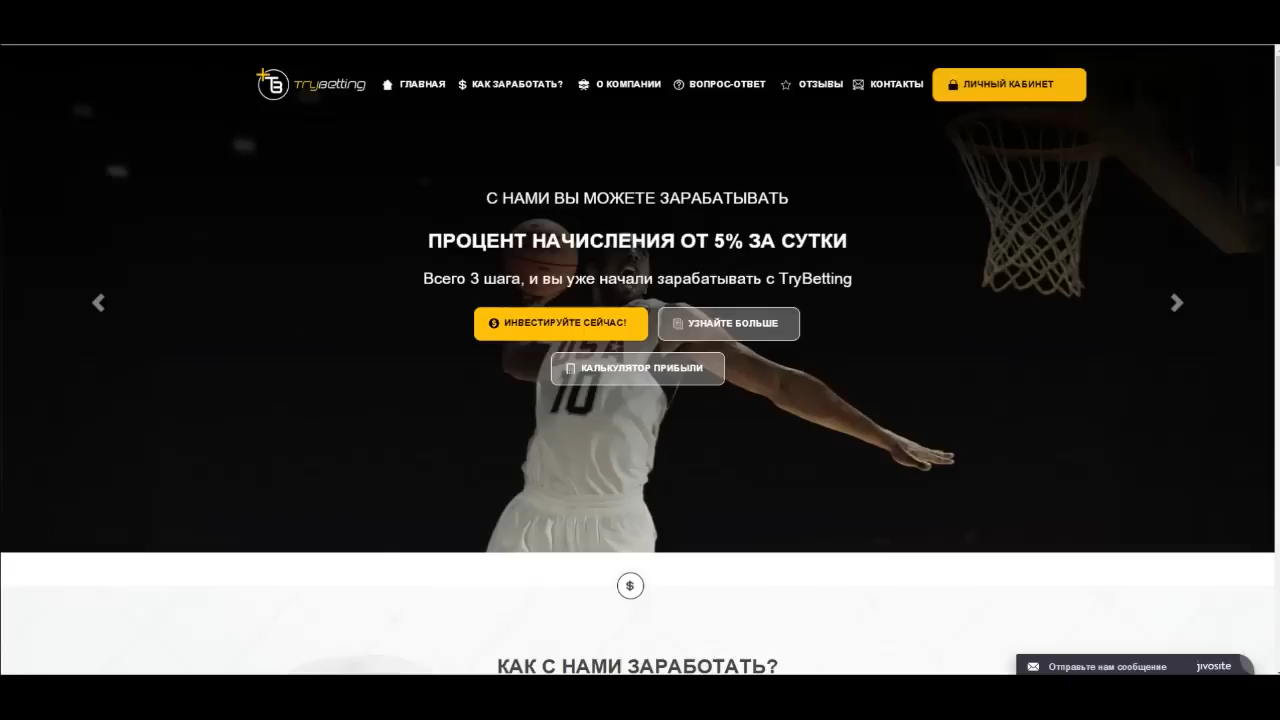 TB TryBetting
ГЛАВНАЯ
КАК ЗАРАБОТАТЬ?
О КОМПАНИИ
ВОПРОС-ОТВЕТ
ОТЗЫВЫ
КОНТАКТЫ
ЛИЧНЫЙ КАБИНЕТ
С НАМИ ВЫ МОЖЕТЕ ЗАРАБАТЫВАТЬ
ПРОЦЕНТ НАЧИСЛЕНИЯ ОТ 5% ЗА СУТКИ
Всего 3 шага, и вы уже начали зарабатывать с TryBetting
ИНВЕСТИРУЙТЕ СЕЙЧАС!
УЗНАЙТЕ БОЛЬШЕ
КАЛЬКУЛЯТОР ПРИБЫЛИ
USA
10
$
КАК С НАМИ ЗАРАБОТАТЬ?
Отправьте нам сообщение
jivosite